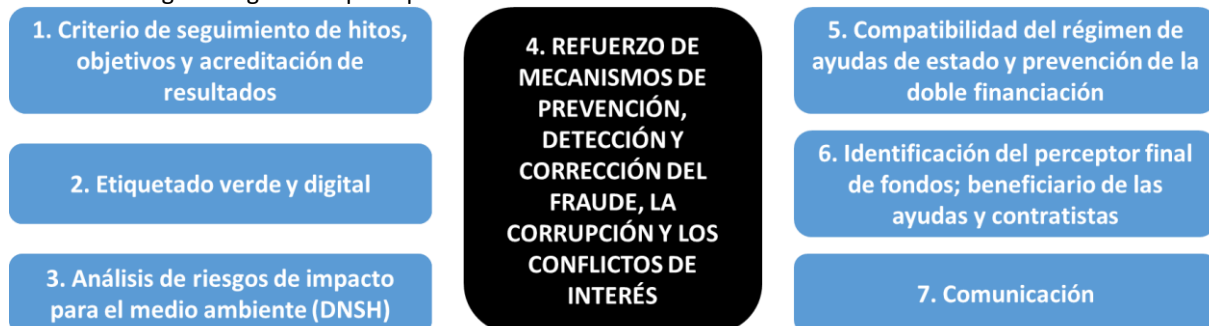 1. Criterio de seguimiento de hitos,
objetivos y acreditación de
resultados
2. Etiquetado verde y digital
3. Análisis de riesgos de impacto
para el medio ambiente (DNSH)
4. REFUERZO DE
MECANISMOS DE
PREVENCIÓN,
DETECCIÓN Y
CORRECCIÓN DEL
FRAUDE, LA
CORRUPCIÓN Y LOS
CONFLICTOS DE
INTERÉS
5. Compatibilidad del régimen de
ayudas de estado y prevención de la
doble financiación
6. Identificación del perceptor final
de fondos; beneficiario de las
ayudas y contratistas
7. Comunicación